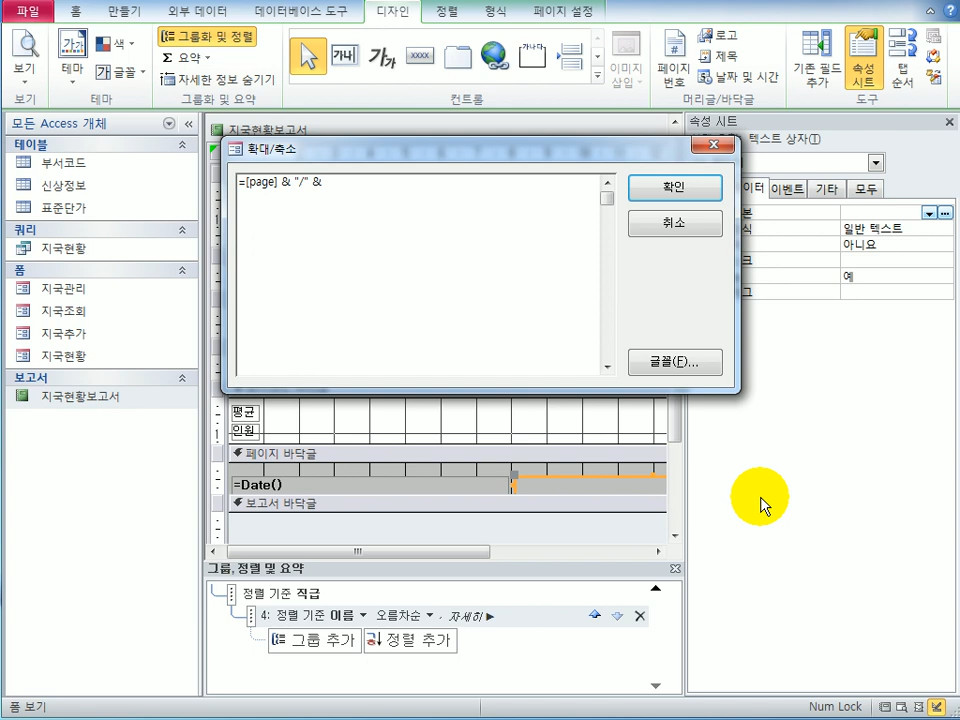 파일 홈 만들기 외부 데이터 데이터베이스 도구 디자인 정렬 형식 페이지 설정
보기
테마
색
글꼴
그룹화 및 정렬
Σ 요약
자세한 정보 숨기기
가나
가가
XXXX
이미지 삽입
페이지 번호
로고
제목
날짜 및 시간
기존 필드 추가
속성 시트
탭 순서
보기 테마 그룹화 및 요약 컨트롤 머리글/바닥글 도구
모든 Access 개체
테이블
부서코드
신상정보
표준단가
쿼리
지국현황
폼
지국관리
지국조회
지국추가
지국현황
보고서
지국현황보고서
지국현황보고서
확대/축소
=[page] & "/" &
확인
취소
글꼴(F)...
속성 시트
텍스트 상자(T)
이터 이벤트 기타 모두
본
식 일반 텍스트
아니요
크
예
그
평균
인원
페이지 바닥글
=Date()
보고서 바닥글
그룹, 정렬 및 요약
정렬 기준 직급
4: 정렬 기준 이름 오름차순 , 자세히
그룹 추가 정렬 추가
폼 보기
Num Lock